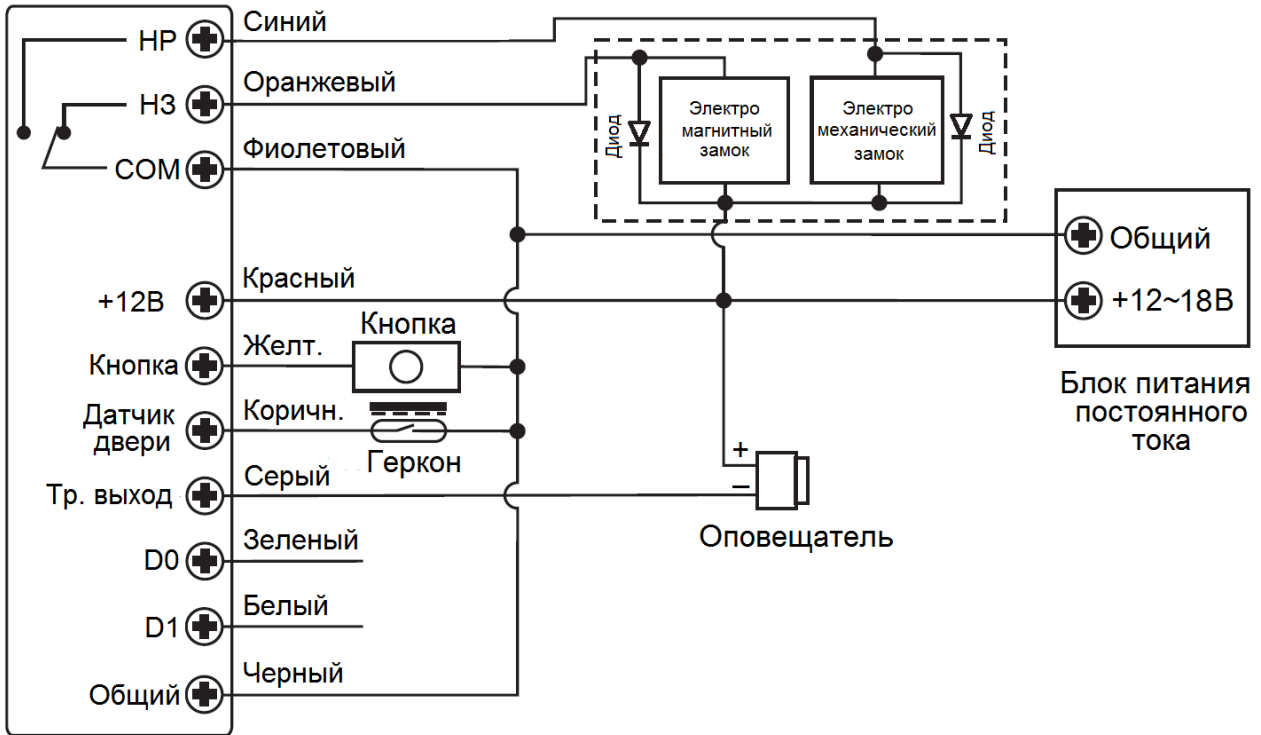 Синий
НР
Оранжевый
НЗ
Фиолетовый
COM
Диод
Электро
магнитный
замок
Электро
механический
замок
Диод
Общий
+12~18В
Блок питания
постоянного
тока
Красный
+12В
Кнопка
Желт.
Кнопка
Коричн.
Датчик
двери
Геркон
Серый
Тр. выход
+
–
Оповещатель
Зеленый
D0
Белый
D1
Черный
Общий